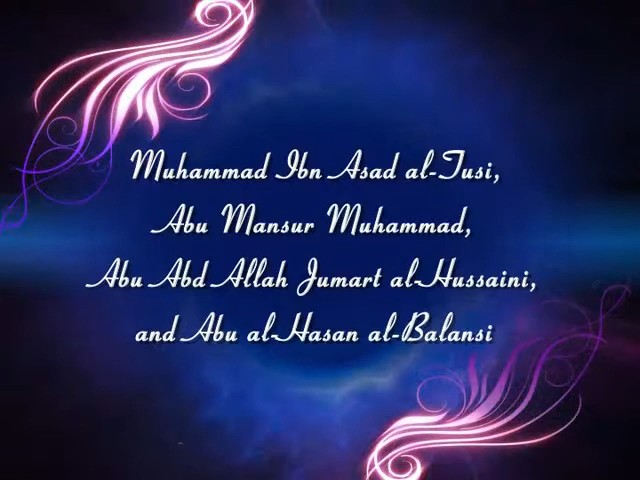 Muhammad Ibn Asad al-Tusi,
Abu Mansur Muhammad,
Abu Abd Allah Jumart al-Hussaini,
and Abu al-Hasan al-Balansi